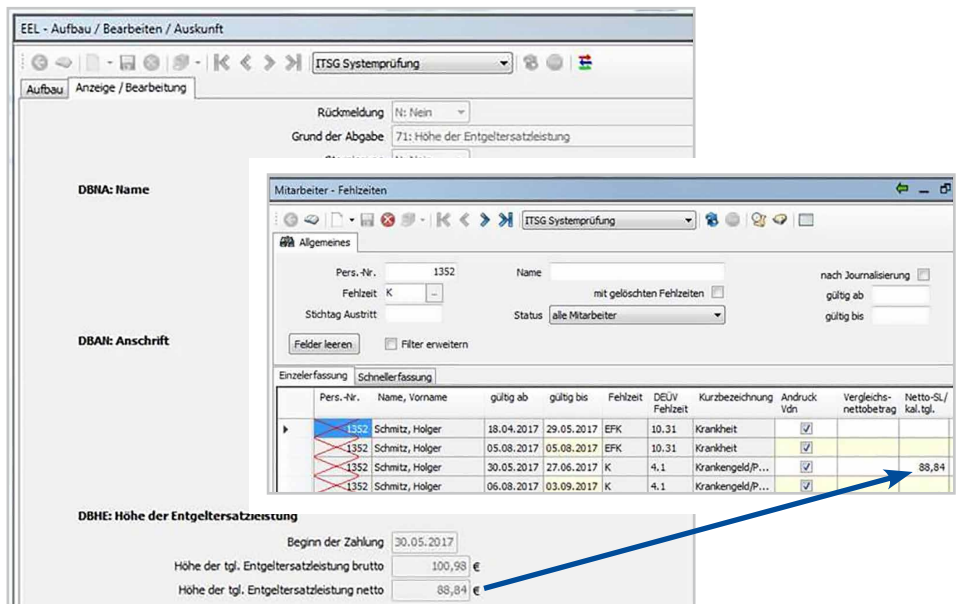 EEL - Aufbau / Bearbeiten / Auskunft
ITSG Systemprüfung
Aufbau Anzeige / Bearbeitung
Rückmeldung N: Nein
Grund der Abgabe 71: Höhe der Entgeltersatzleistung
DBNA: Name
Mitarbeiter - Fehlzeiten
ITSG Systemprüfung
Allgemeines
Pers.-Nr. 1352 Name nach Journalisierung
Fehlzeit K ... mit gelöschten Fehlzeiten gültig ab
Stichtag Austritt Status alle Mitarbeiter gültig bis
DBAN: Anschrift
Felder leeren Filter erweitern
Einzelerfassung Schnellerfassung
Pers.-Nr. Name, Vorname gültig ab gültig bis Fehlzeit DEÜV Kurzbezeichnung Andruck Vergleichs- Netto-SL/
Fehlzeit Vdn nettobetrag kal.tgl.
1352 Schmitz, Holger 18.04.2017 29.05.2017 EFK 10.31 Krankheit
1352 Schmitz, Holger 05.08.2017 05.08.2017 EFK 10.31 Krankheit
1352 Schmitz, Holger 30.05.2017 27.06.2017 K 4.1 Krankengeld/P... 88,84
1352 Schmitz, Holger 06.08.2017 03.09.2017 K 4.1 Krankengeld/P...
DBHE: Höhe der Entgeltersatzleistung
Beginn der Zahlung 30.05.2017
Höhe der tgl. Entgeltersatzleistung brutto 100,98 €
Höhe der tgl. Entgeltersatzleistung netto 88,84 €